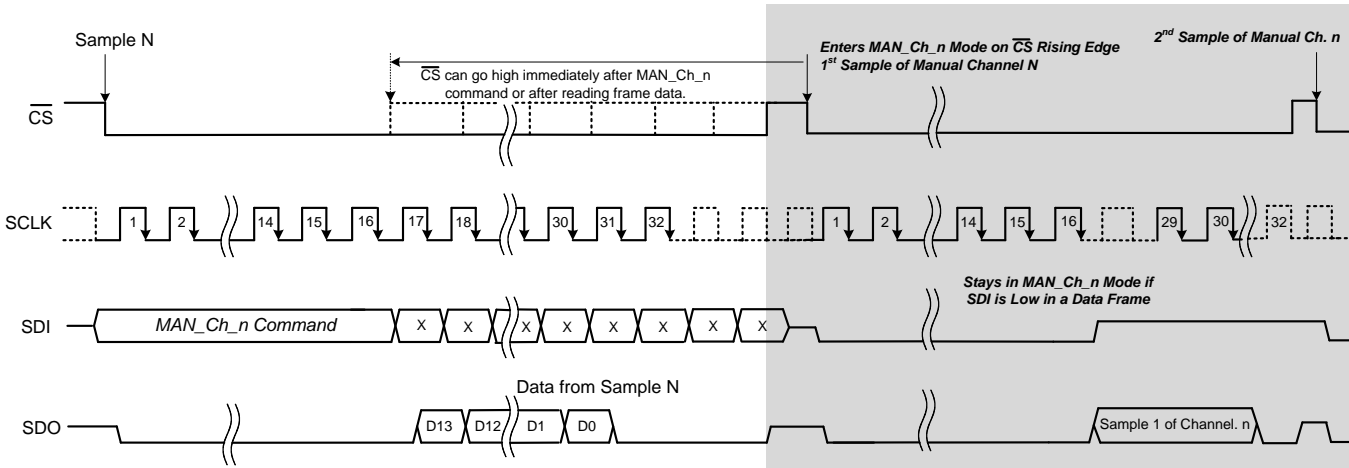 Sample N
Enters MAN_Ch_n Mode on CS Rising Edge
1st Sample of Manual Channel N
2nd Sample of Manual Ch. n
CS can go high immediately after MAN_Ch_n
command or after reading frame data.
CS
SCLK
1 2 14 15 16 17 18 30 31 32 1 2 14 15 16 29 30 32
Stays in MAN_Ch_n Mode if
SDI is Low in a Data Frame
SDI
MAN_Ch_n Command X X X X X X X X
Data from Sample N
SDO
D13 D12 D1 D0 Sample 1 of Channel. n